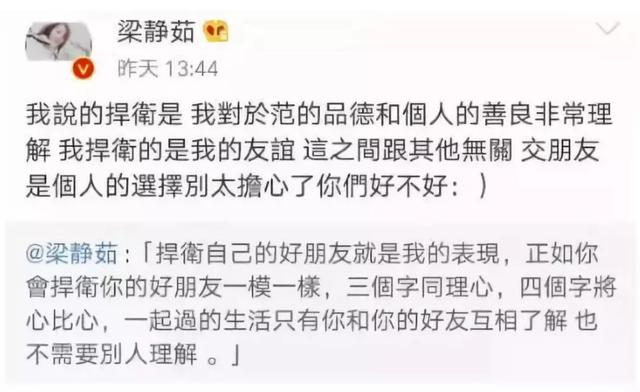 梁静茹
昨天 13:44
我說的捍衛是 我對於范的品德和個人的善良非常理
解 我捍衛的是我的友誼 這之間跟其他無關 交朋友
是個人的選擇別太擔心了你們好不好：）
@梁静茹：「捍衛自己的好朋友就是我的表現，正如你
會捍衛你的好朋友一模一樣，三個字同理心，四個字將
心比心，一起過的生活只有你和你的好友互相了解 也
不需要別人理解 。」